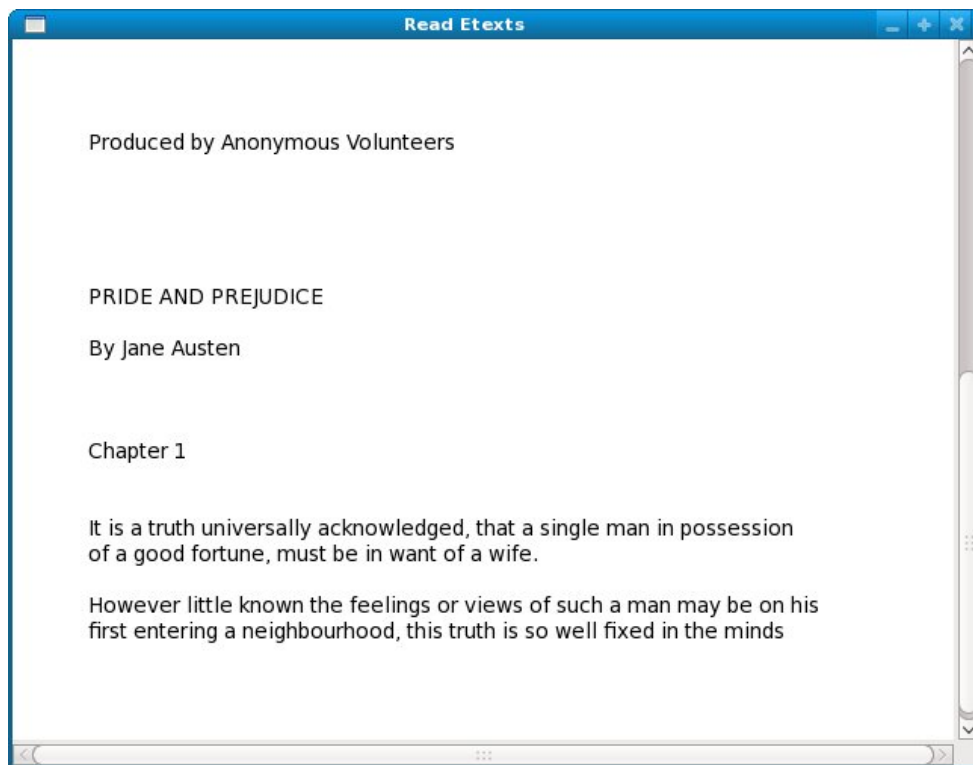 Read Etexts
Produced by Anonymous Volunteers
PRIDE AND PREJUDICE
By Jane Austen
Chapter 1
It is a truth universally acknowledged, that a single man in possession
of a good fortune, must be in want of a wife.
However little known the feelings or views of such a man may be on his
first entering a neighbourhood, this truth is so well fixed in the minds